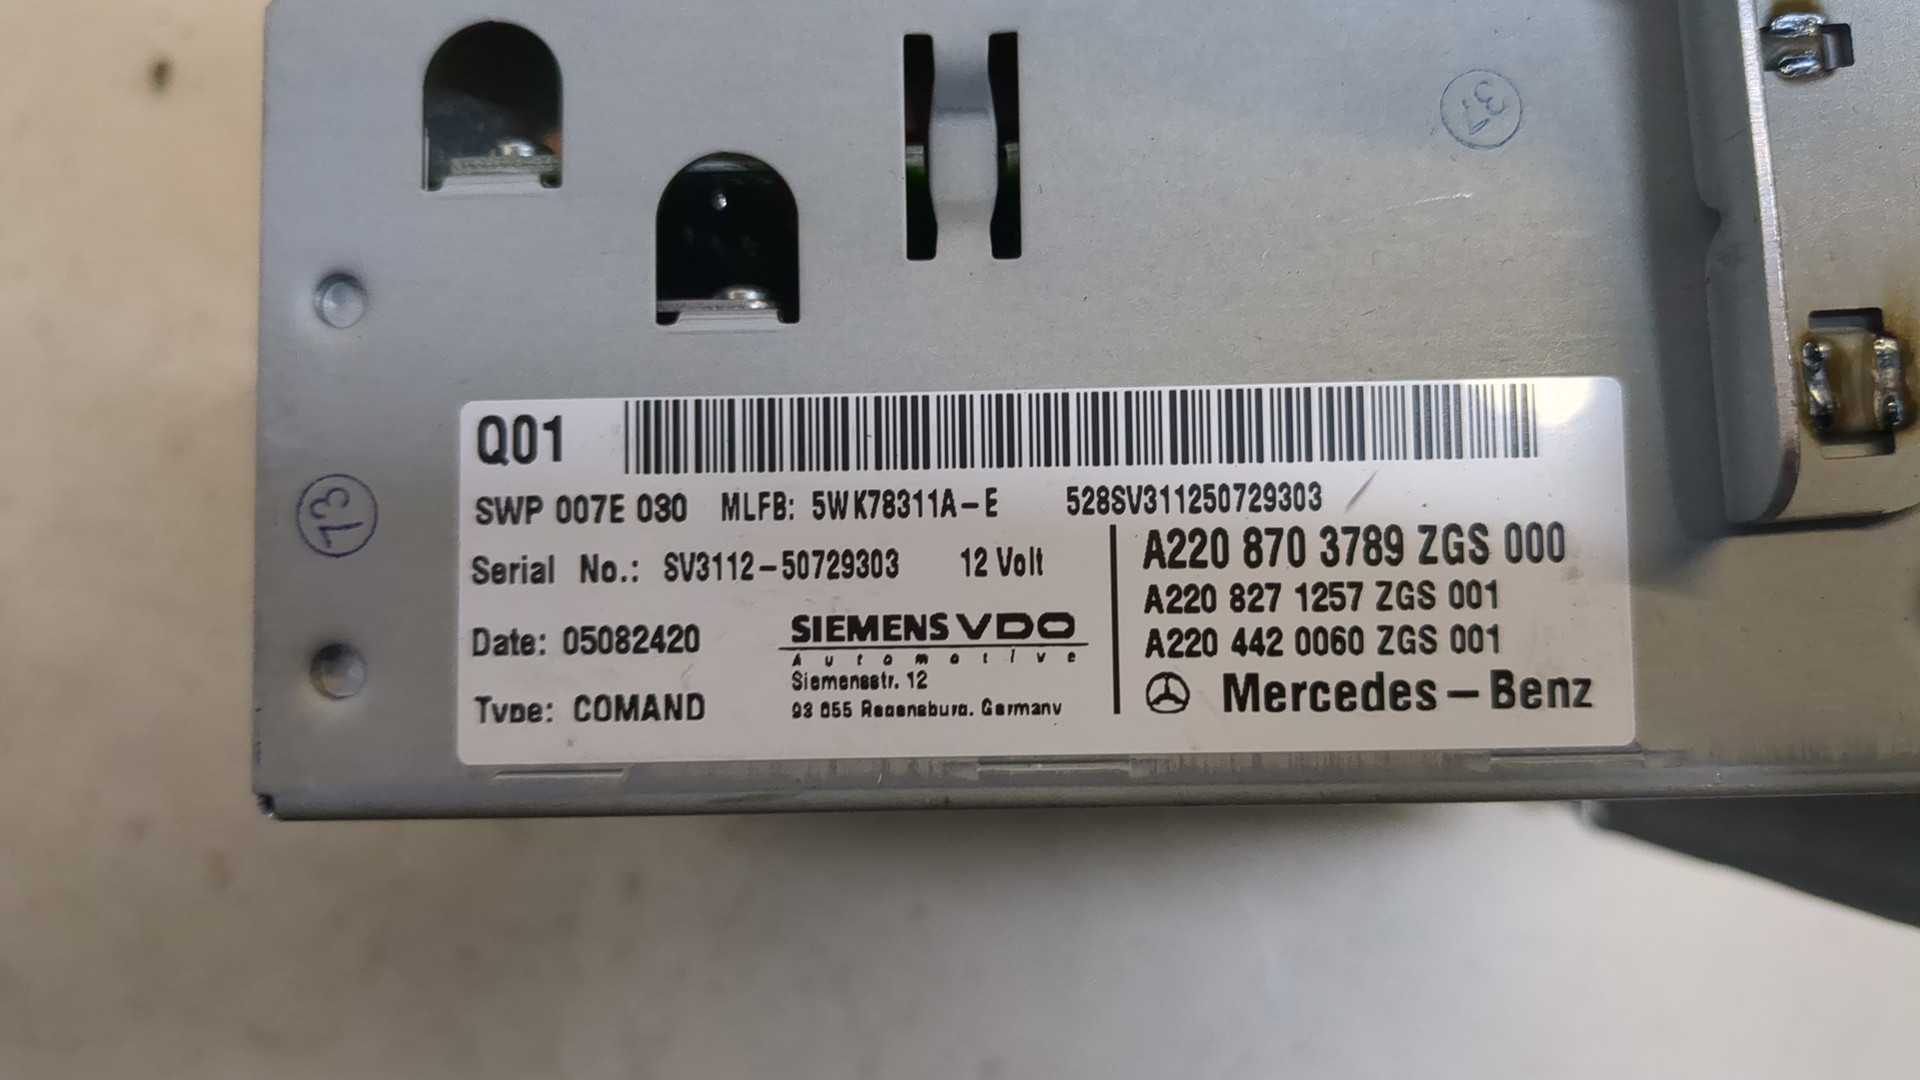 37
Q01
SWP 007E 030 MLFB: 5WK78311A-E 528SV311250729303
Serial No.: SV3112-50729303 12 Volt
A220 870 3789 ZGS 000
A220 827 1257 ZGS 001
Date: 05082420
SIEMENS VDO
Automotive
A220 442 0060 ZGS 001
Siemensstr. 12
Type: COMAND
93 055 Regensburg. Germany
Mercedes-Benz
13